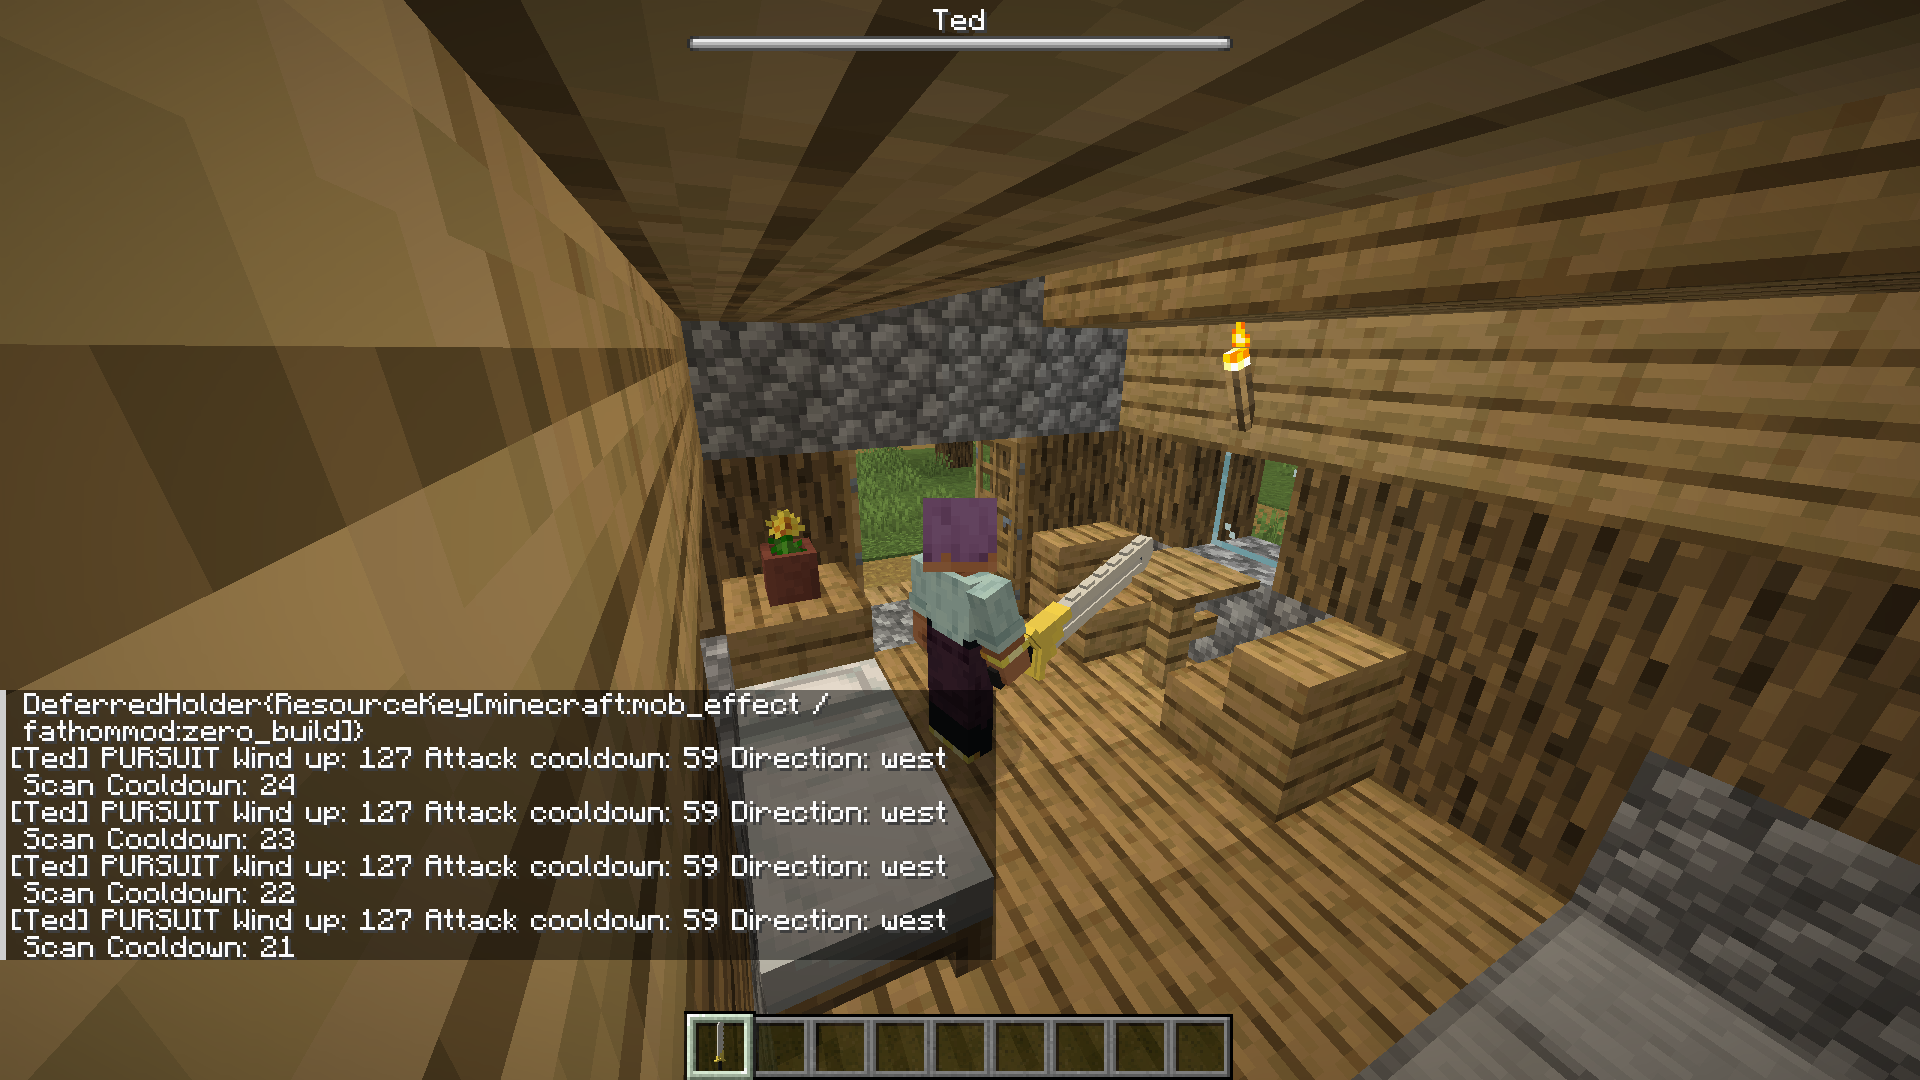 Ted
DeferredHolder{ResourceKey[minecraft:mob_effect /
fathommod:zero_build]}
[Ted] PURSUIT Wind up: 127 Attack cooldown: 59 Direction: west
Scan Cooldown: 24
[Ted] PURSUIT Wind up: 127 Attack cooldown: 59 Direction: west
Scan Cooldown: 23
[Ted] PURSUIT Wind up: 127 Attack cooldown: 59 Direction: west
Scan Cooldown: 22
[Ted] PURSUIT Wind up: 127 Attack cooldown: 59 Direction: west
Scan Cooldown: 21